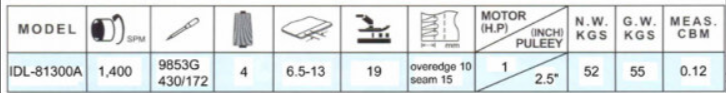 MODEL
SPM
mm
MOTOR (H.P)
(INCH) PULEEY
N.W. KGS
G.W. KGS
MEAS. CBM
IDL-81300A
1,400
9853G
430/172
4
6.5-13
19
overedge 10
seam 15
1
2.5"
52
55
0.12